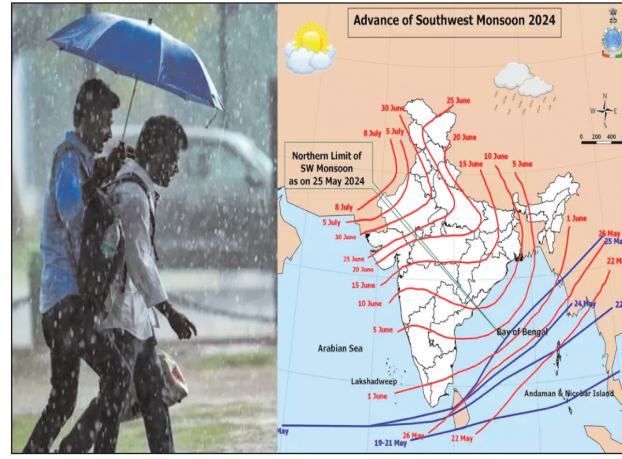 Advance of Southwest Monsoon 2024
N
W
E
S
0 200 400
25 June
30 June
8 July
5 July
20 June
Northern Limit of
SW Monsoon
as on 25 May 2024
15 June
10 June
5 June
8 July
5 July
30 June
1 June
26 May
25 Ma
25 June
20 June
22 M
15 June
10 June
24 May
22
5 June
Bay of Bengal
Arabian Sea
Lakshadweep
1 June
Andaman & Nicobar Island
May
26 May
22 May
19-21 May